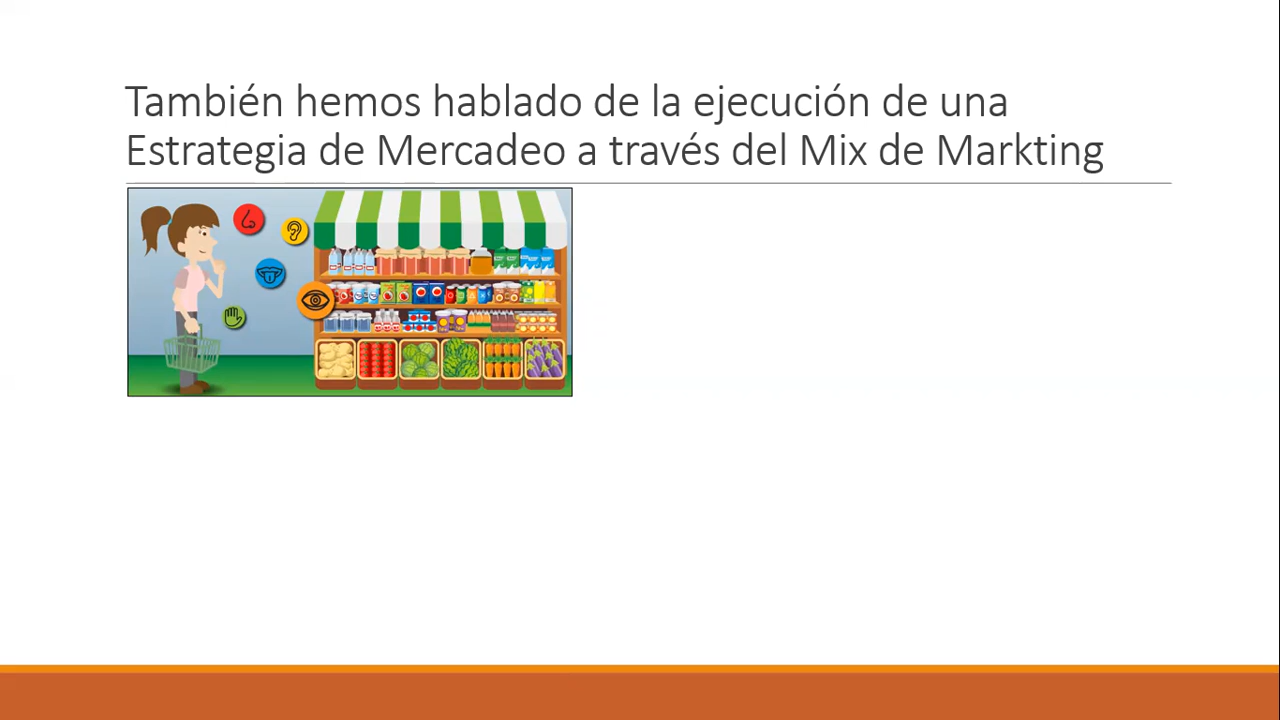 También hemos hablado de la ejecución de una
Estrategia de Mercadeo a través del Mix de Markting